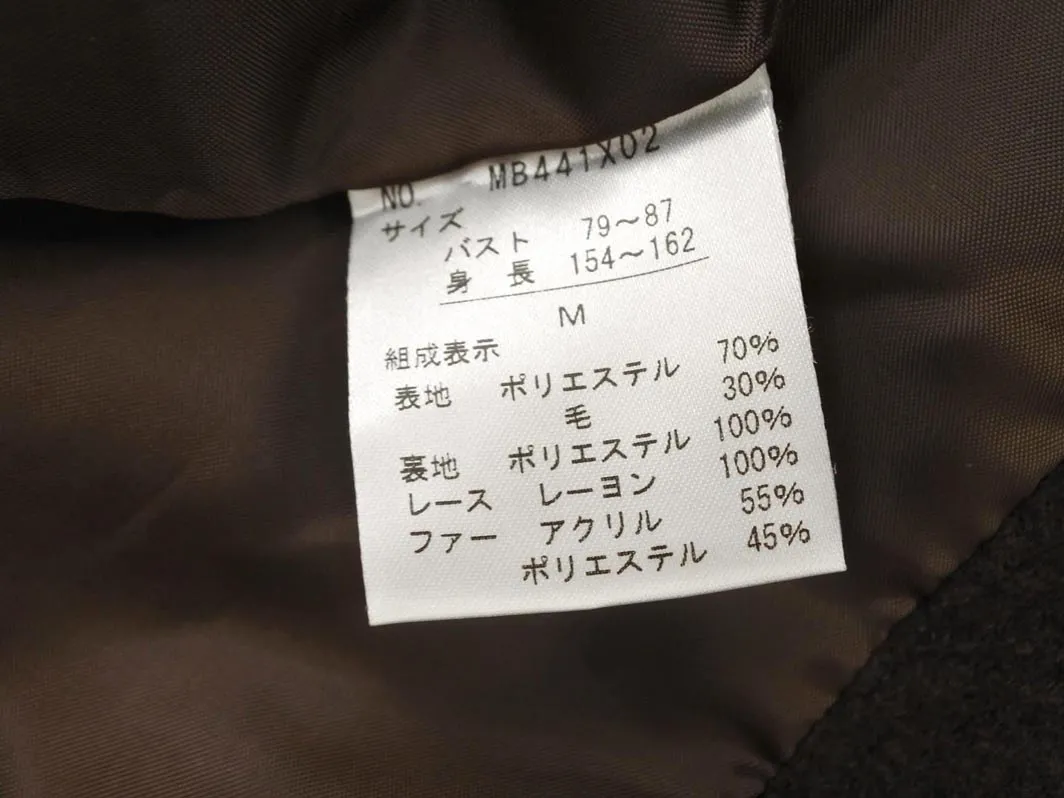 NO. MB441X02
サイズ
バスト 79～87
身長 154～162
M
組成表示
表地 ポリエステル 70%
毛 30%
裏地 ポリエステル 100%
レース レーヨン 100%
ファー アクリル 55%
ポリエステル 45%